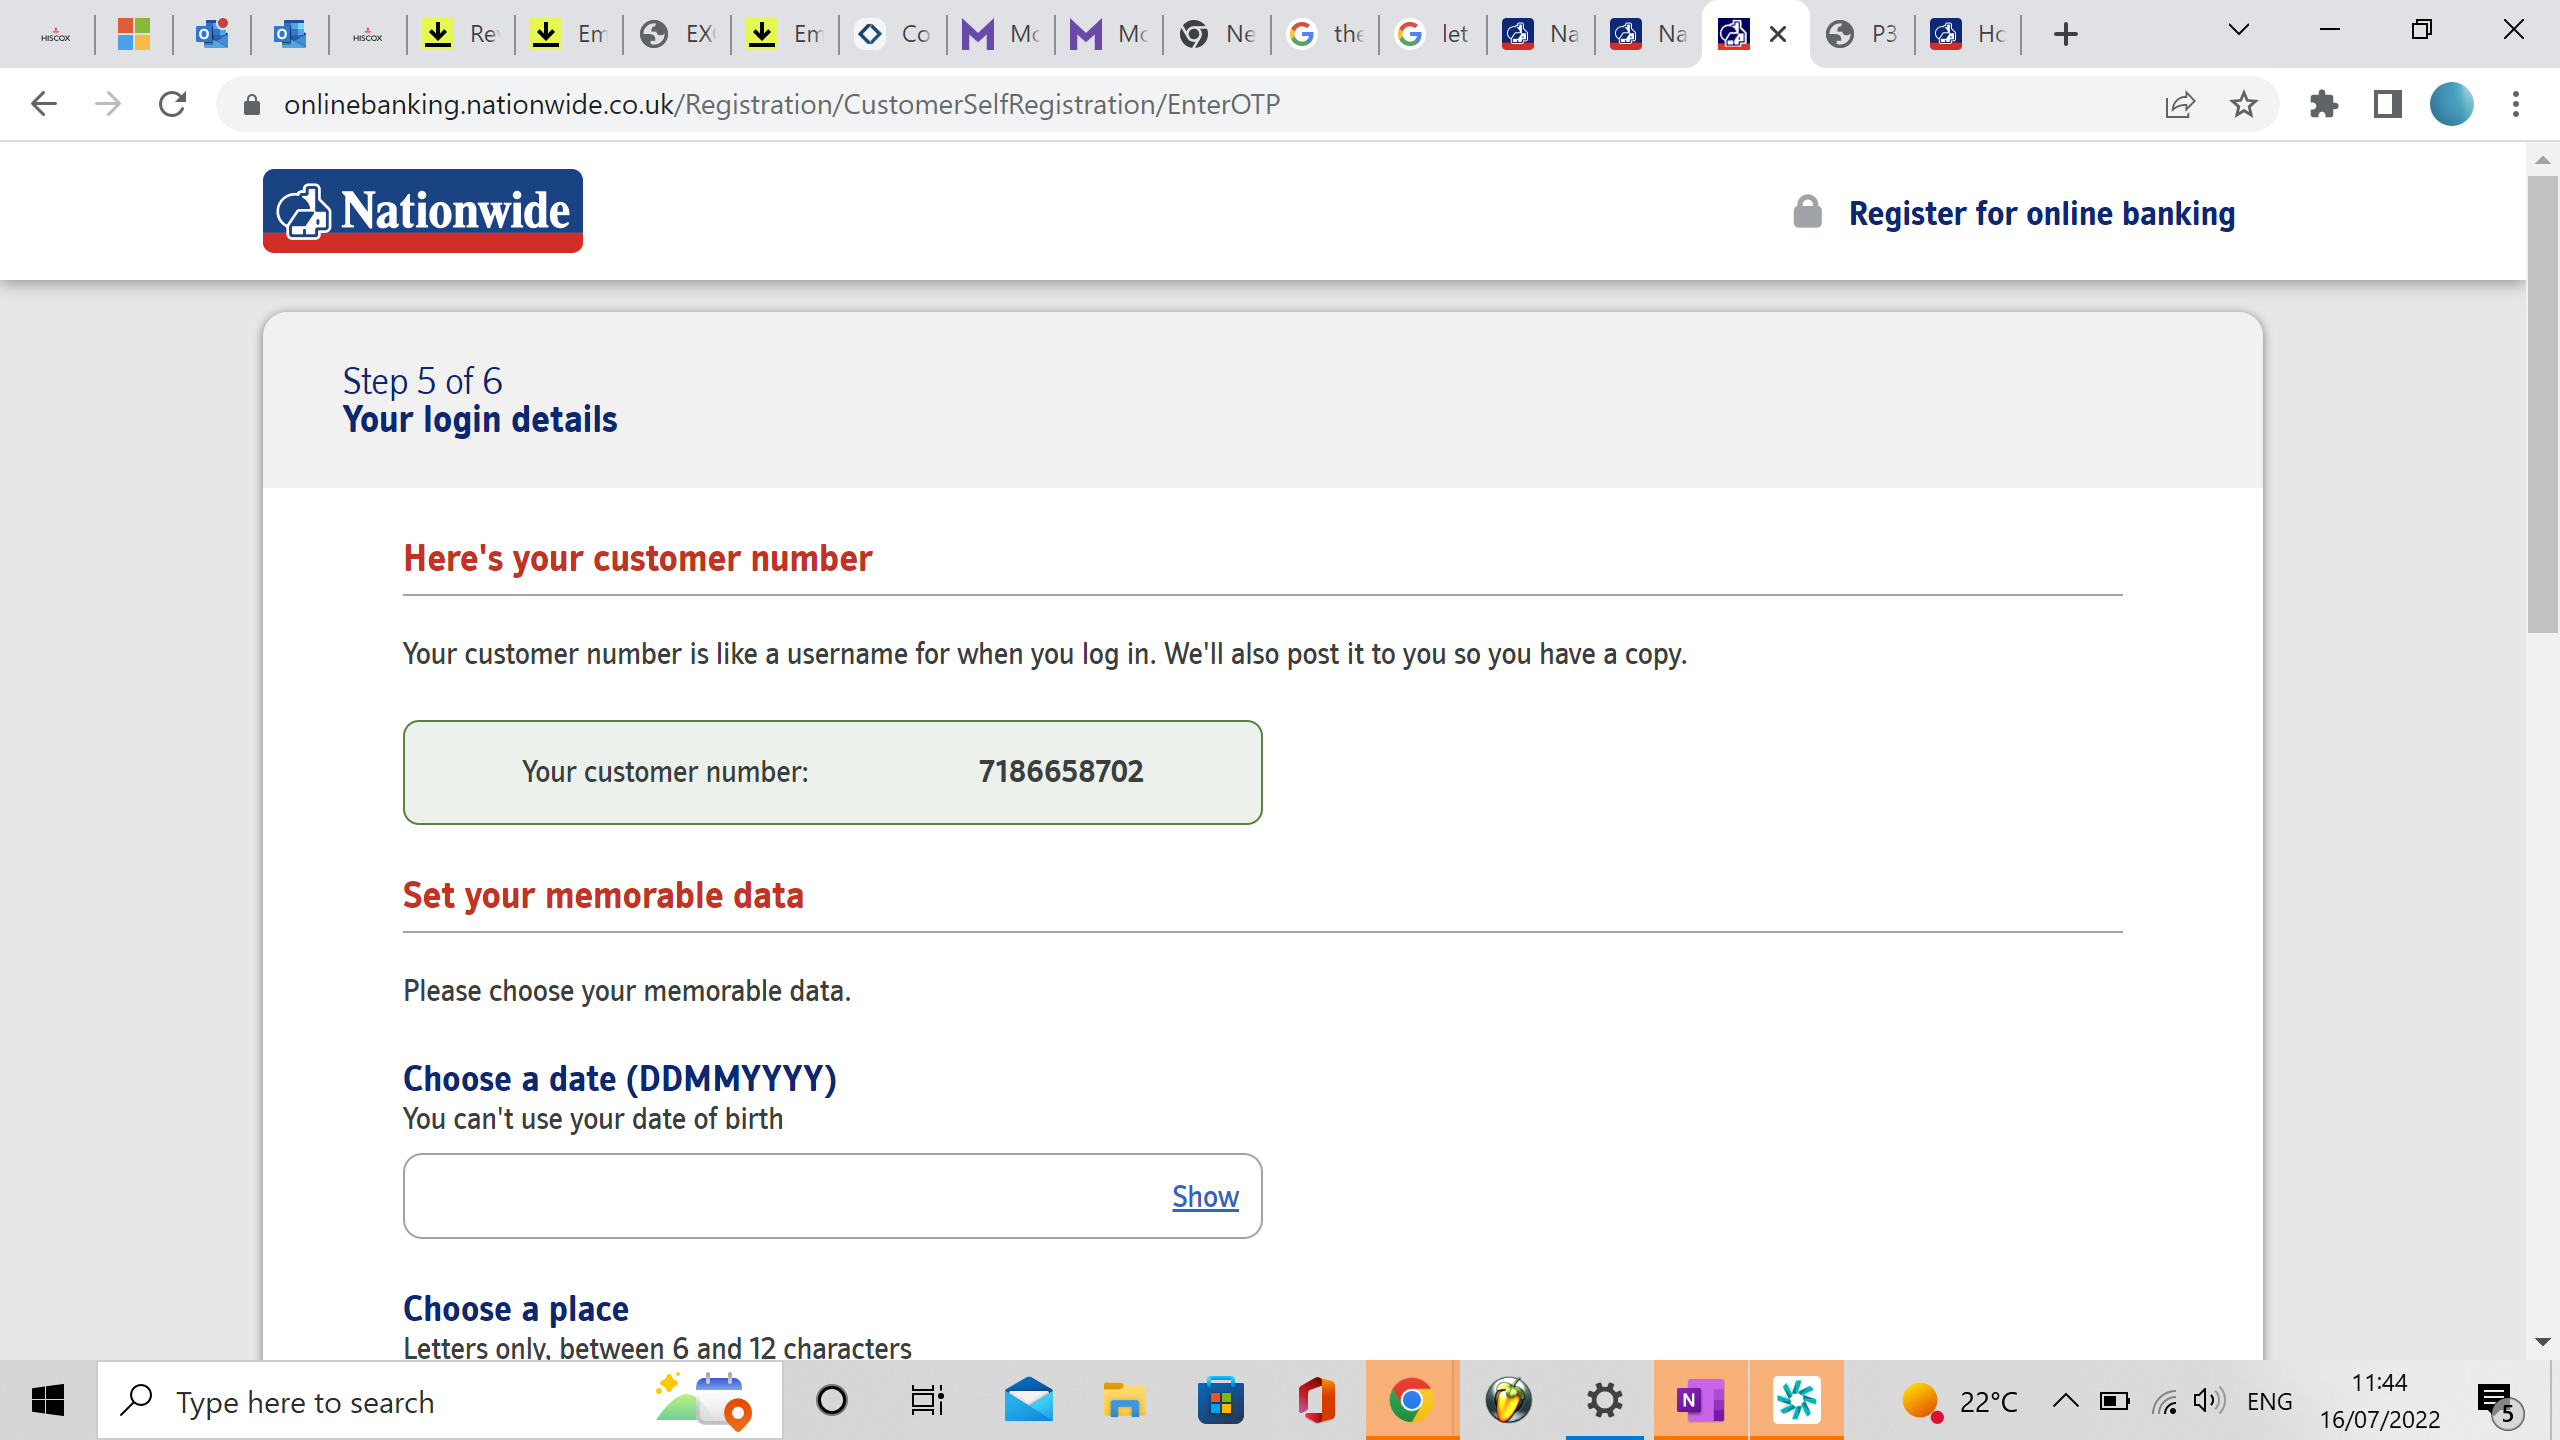 HISCOX
HISCOX
Re
Em
EX
Em
Co
Mo
Mo
Ne
the
let
Na
Na
P3
Ho
onlinebanking.nationwide.co.uk/Registration/CustomerSelfRegistration/EnterOTP
Nationwide
Register for online banking
Step 5 of 6
Your login details
Here's your customer number
Your customer number is like a username for when you log in. We'll also post it to you so you have a copy.
Your customer number: 7186658702
Set your memorable data
Please choose your memorable data.
Choose a date (DDMMYYYY)
You can't use your date of birth
Show
Choose a place
Letters only, between 6 and 12 characters
Type here to search
22°C
ENG
11:44
16/07/2022
5